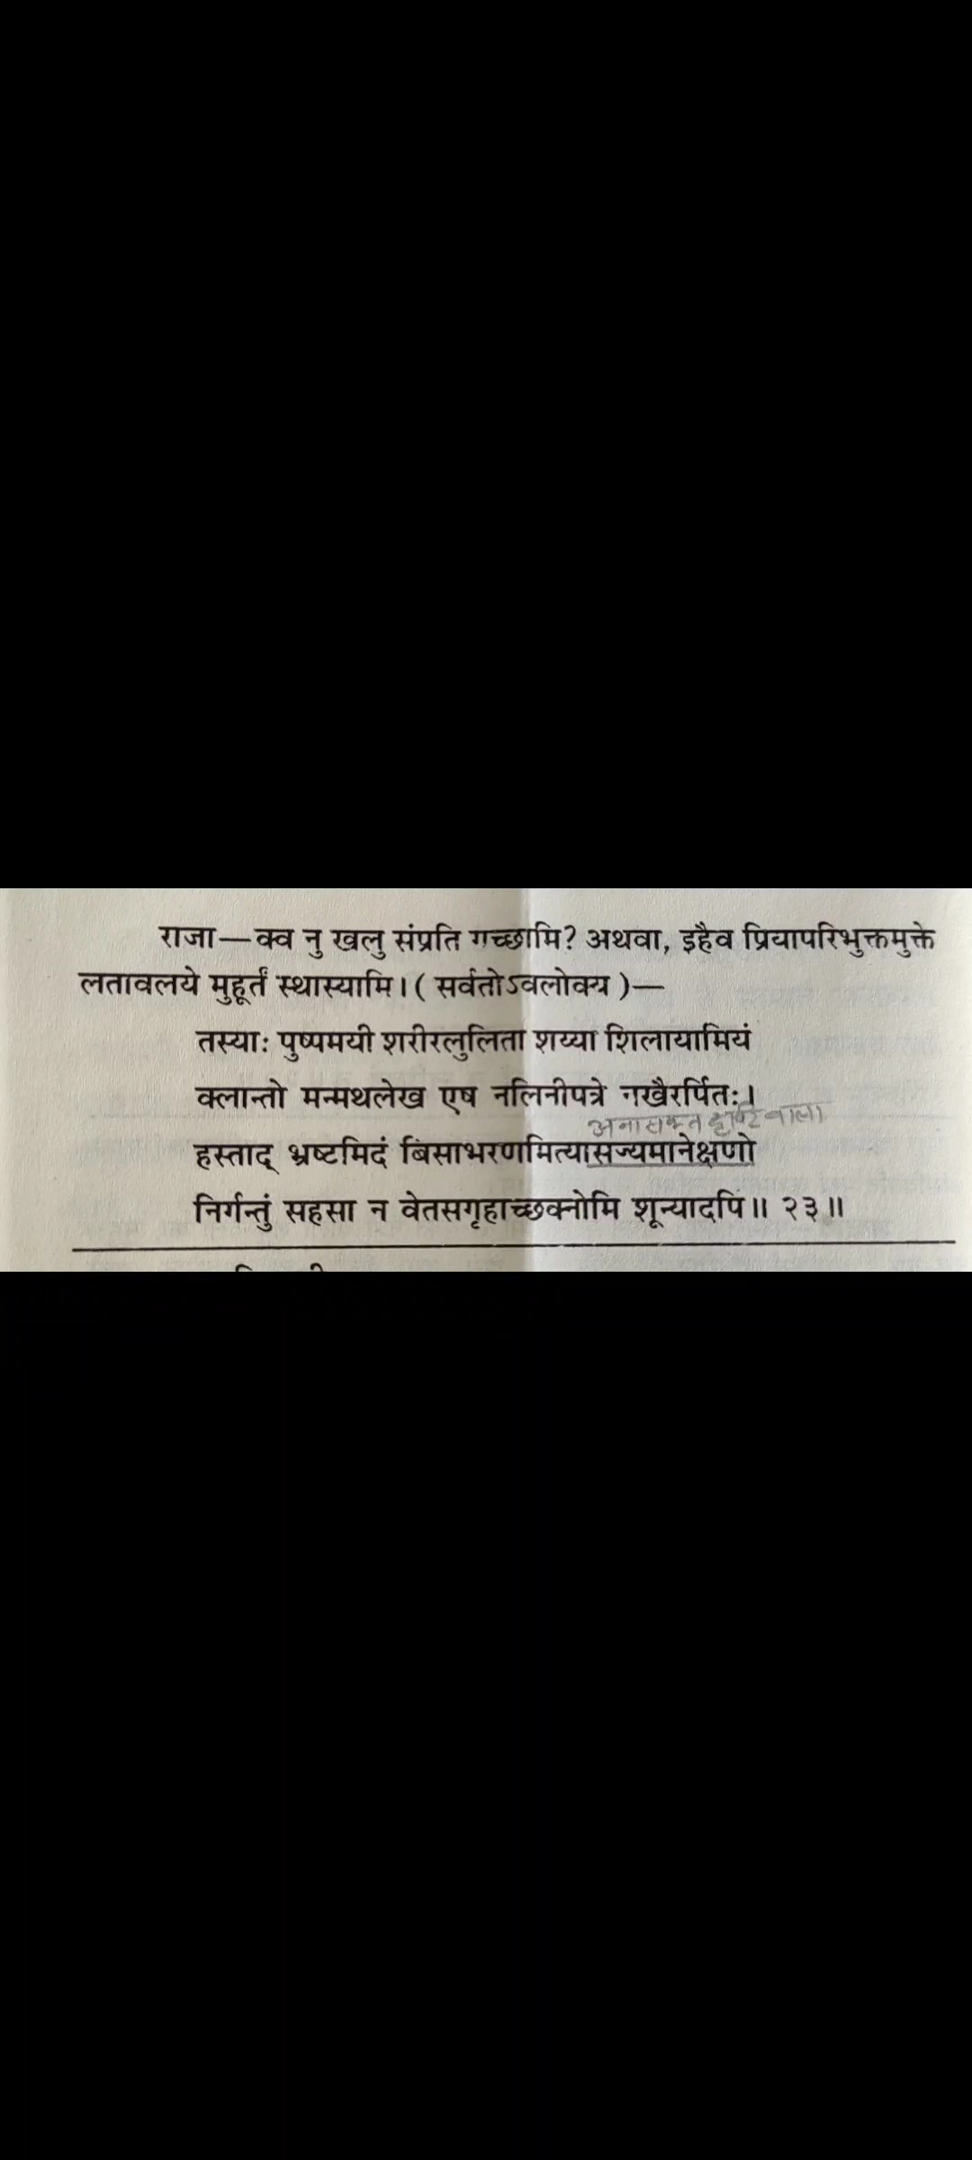 राजा—क्व नु खलु संप्रति गच्छामि? अथवा, इहैव प्रियापरिभुक्तमुक्ते
लतावलये मुहूर्तं स्थास्यामि। ( सर्वतोऽवलोक्य )—
तस्याः पुष्पमयी शरीरलुलिता शय्या शिलायामियं
क्लान्तो मन्मथलेख एष नलिनीपत्रे नखैरर्पितः।
अनासक्त दृष्टि वाला
हस्ताद् भ्रष्टमिदं बिसाभरणमित्यासज्यमानेक्षणो
निर्गन्तुं सहसा न वेतसगृहाच्छक्नोमि शून्यादपि॥ २३॥